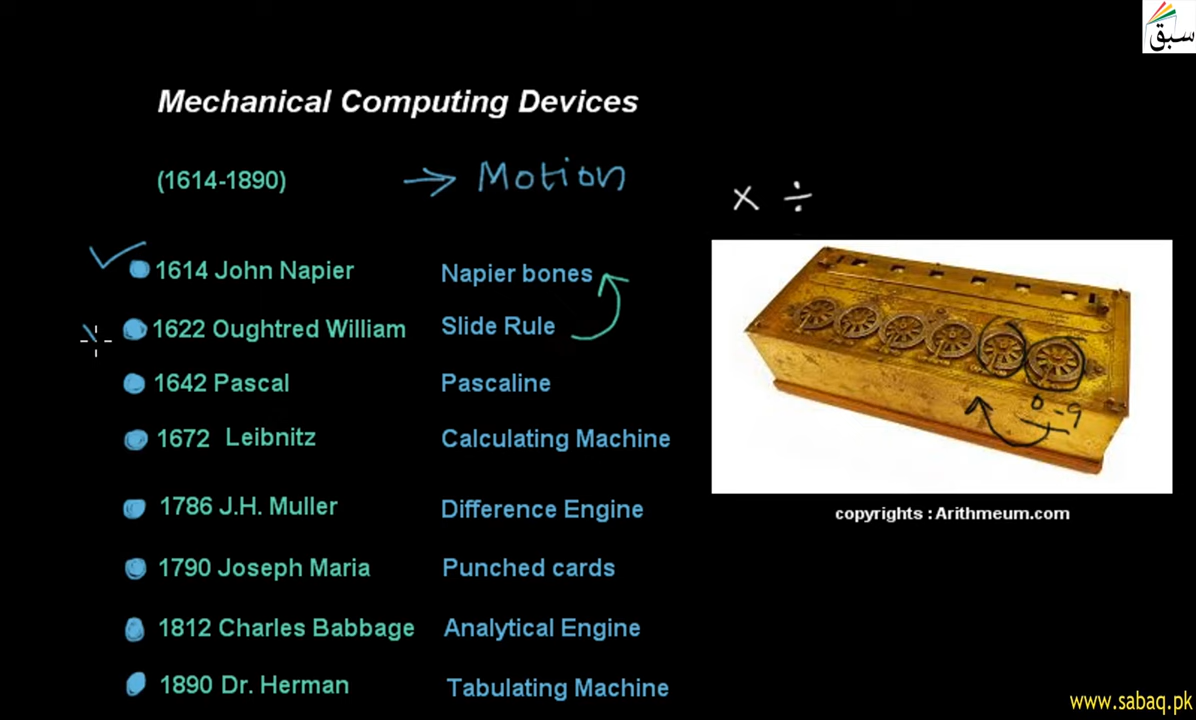 سبق
Mechanical Computing Devices
(1614-1890) → Motion
× ÷
1614 John Napier Napier bones
1622 Oughtred William Slide Rule
1642 Pascal Pascaline
0-9
1672 Leibnitz Calculating Machine
1786 J.H. Muller Difference Engine
copyrights : Arithmeum.com
1790 Joseph Maria Punched cards
1812 Charles Babbage Analytical Engine
1890 Dr. Herman Tabulating Machine
www.sabaq.pk